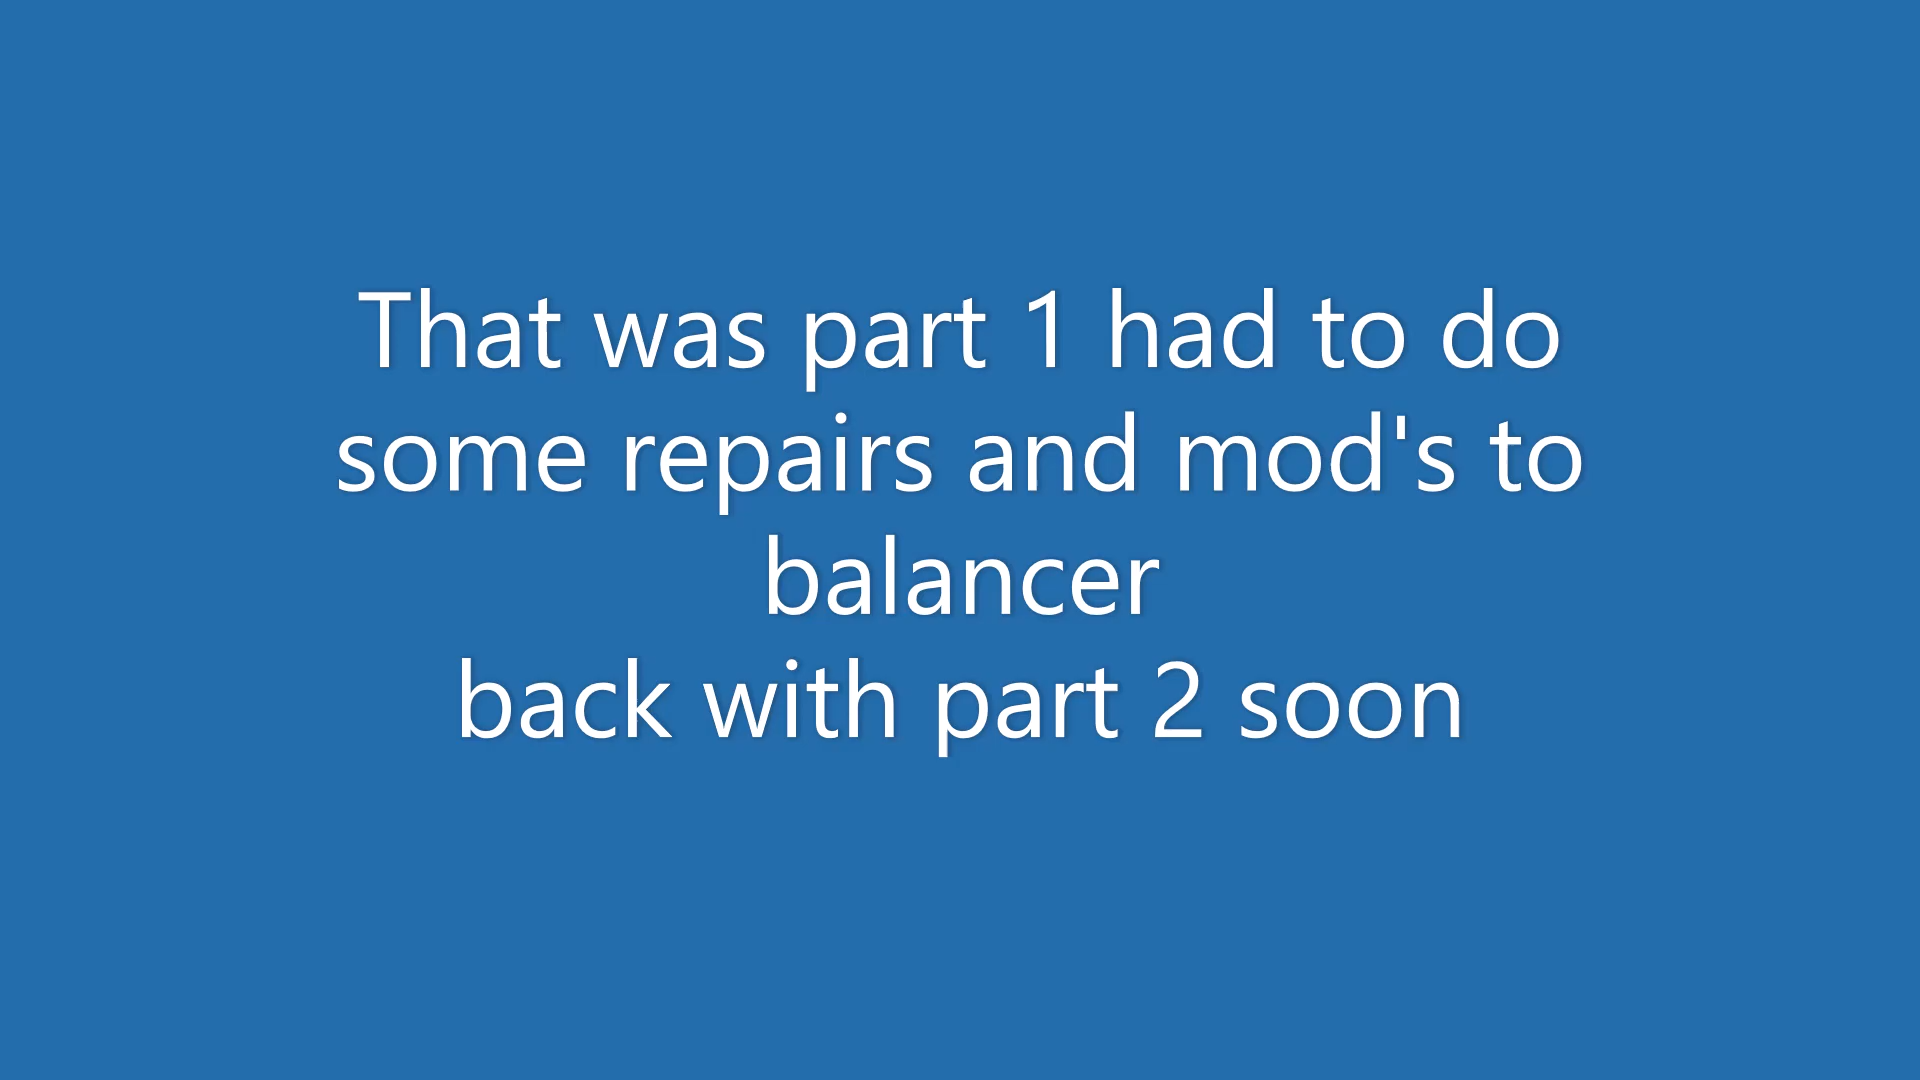 That was part 1 had to do
some repairs and mod's to
balancer
back with part 2 soon